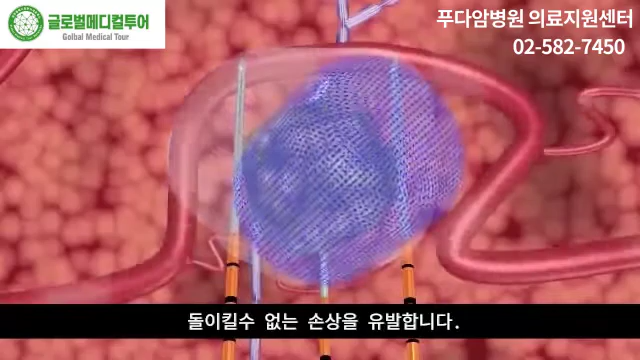 글로벌메디컬투어
Golbal Medical Tour
푸다암병원 의료지원센터
02-582-7450
돌이킬수 없는 손상을 유발합니다.